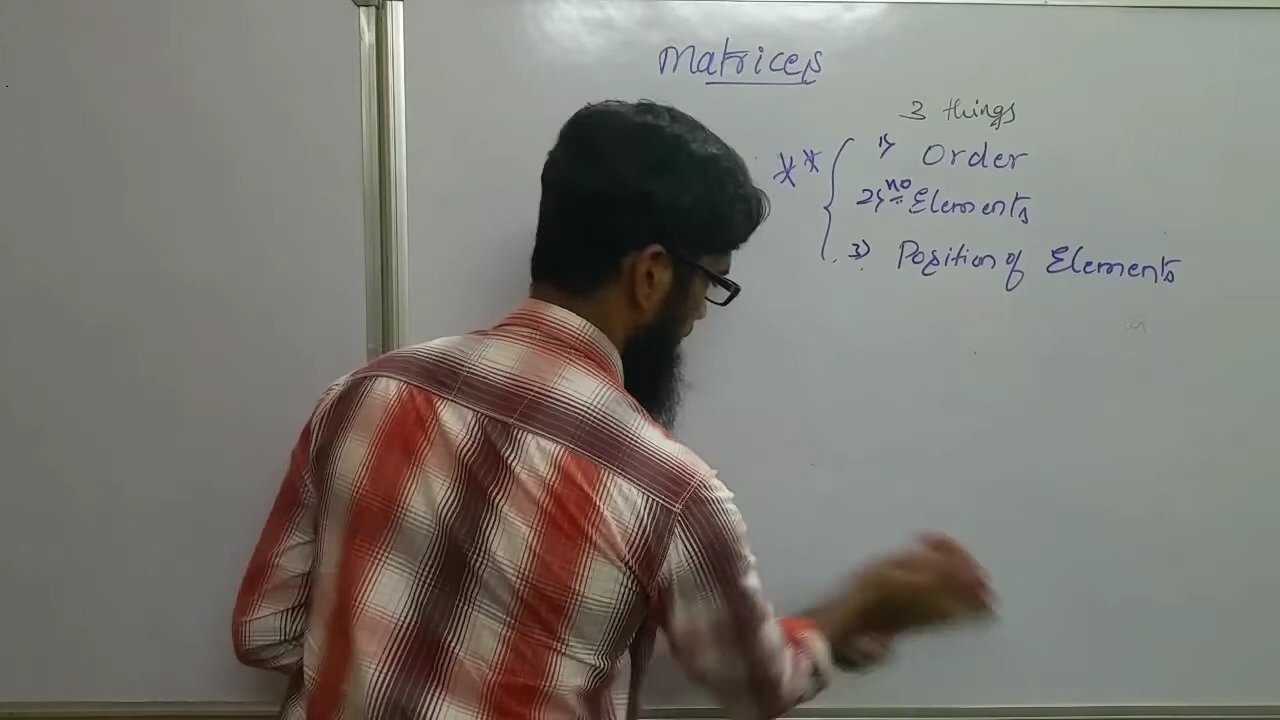 Matrices
3 things
** { 1) Order
2) no = Elements
3) Position of Elements